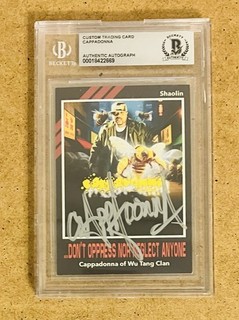 BECKETT
CUSTOM TRADING CARD
CAPPADONNA
AUTHENTIC AUTOGRAPH
00016422669
BECKETT
Shaolin
CAPPADONNA
...DON'T OPPRESS NOR NEGLECT ANYONE
Cappadonna of Wu Tang Clan